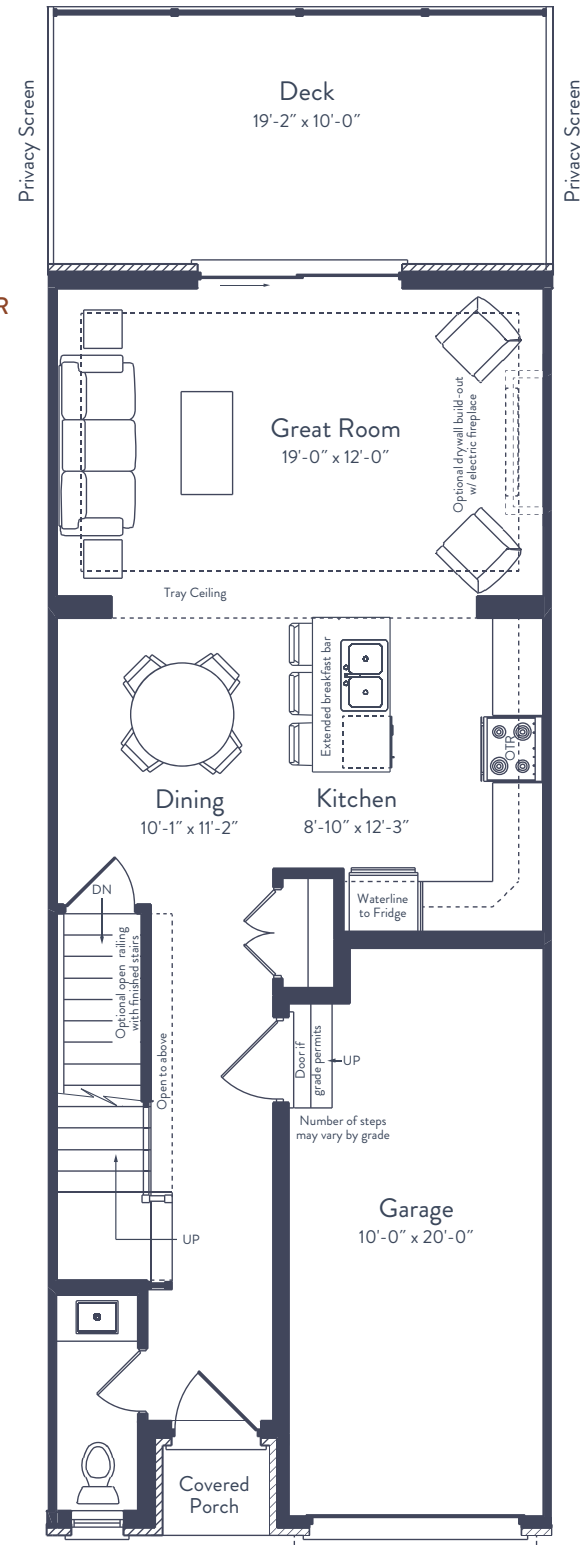 Deck
19'-2" x 10'-0"
Privacy Screen
Privacy Screen
R
Great Room
19'-0" x 12'-0"
Optional drywall build-out
w/ electric fireplace
Tray Ceiling
Extended breakfast bar
OTR
Dining
10'-1" x 11'-2"
Kitchen
8'-10" x 12'-3"
Waterline
to Fridge
DN
Optional open railing
with finished stairs
Open to above
Door if
grade permits
UP
Number of steps
may vary by grade
Garage
10'-0" x 20'-0"
UP
Covered
Porch